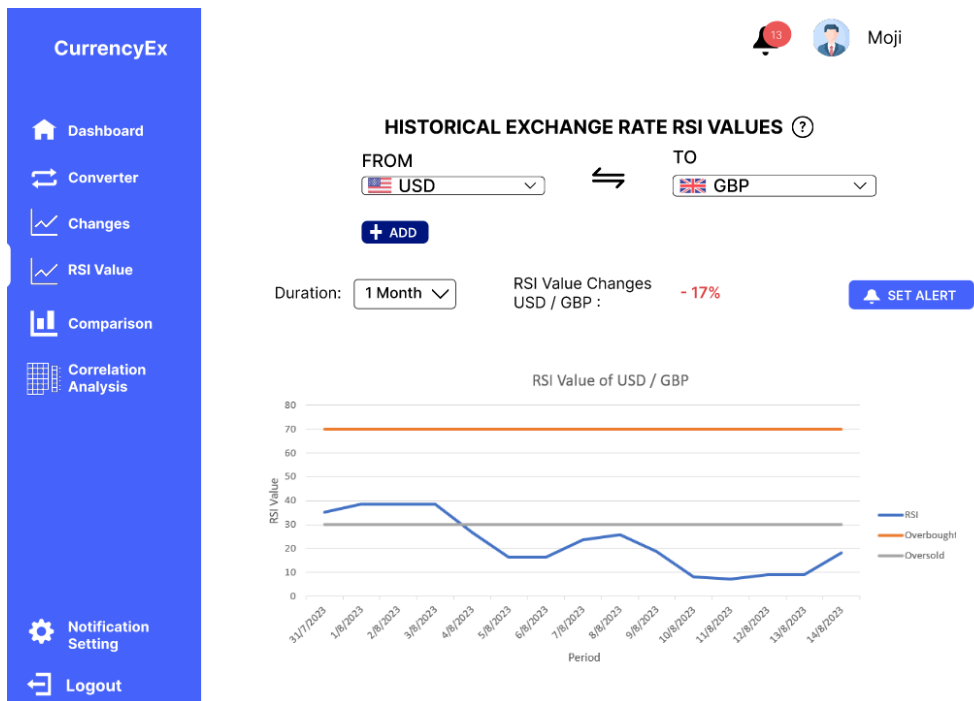 CurrencyEx
13
Moji
Dashboard
Converter
Changes
RSI Value
Comparison
Correlation
Analysis
Notification
Setting
Logout
HISTORICAL EXCHANGE RATE RSI VALUES ?
FROM
USD
TO
GBP
+ ADD
Duration:
1 Month
RSI Value Changes
USD / GBP :
- 17%
SET ALERT
RSI Value of USD / GBP
RSI Value
80
70
60
50
40
30
20
10
0
31/7/2023
1/8/2023
2/8/2023
3/8/2023
4/8/2023
5/8/2023
6/8/2023
7/8/2023
8/8/2023
9/8/2023
10/8/2023
11/8/2023
12/8/2023
13/8/2023
14/8/2023
Period
RSI
Overbought
Oversold